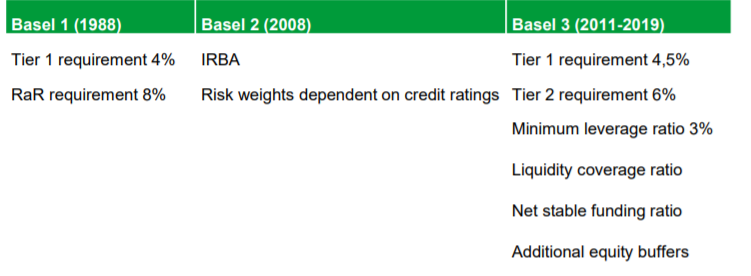 Basel 1 (1988) Basel 2 (2008) Basel 3 (2011-2019)
Tier 1 requirement 4% IRBA Tier 1 requirement 4,5%
RaR requirement 8% Risk weights dependent on credit ratings Tier 2 requirement 6%
Minimum leverage ratio 3%
Liquidity coverage ratio
Net stable funding ratio
Additional equity buffers